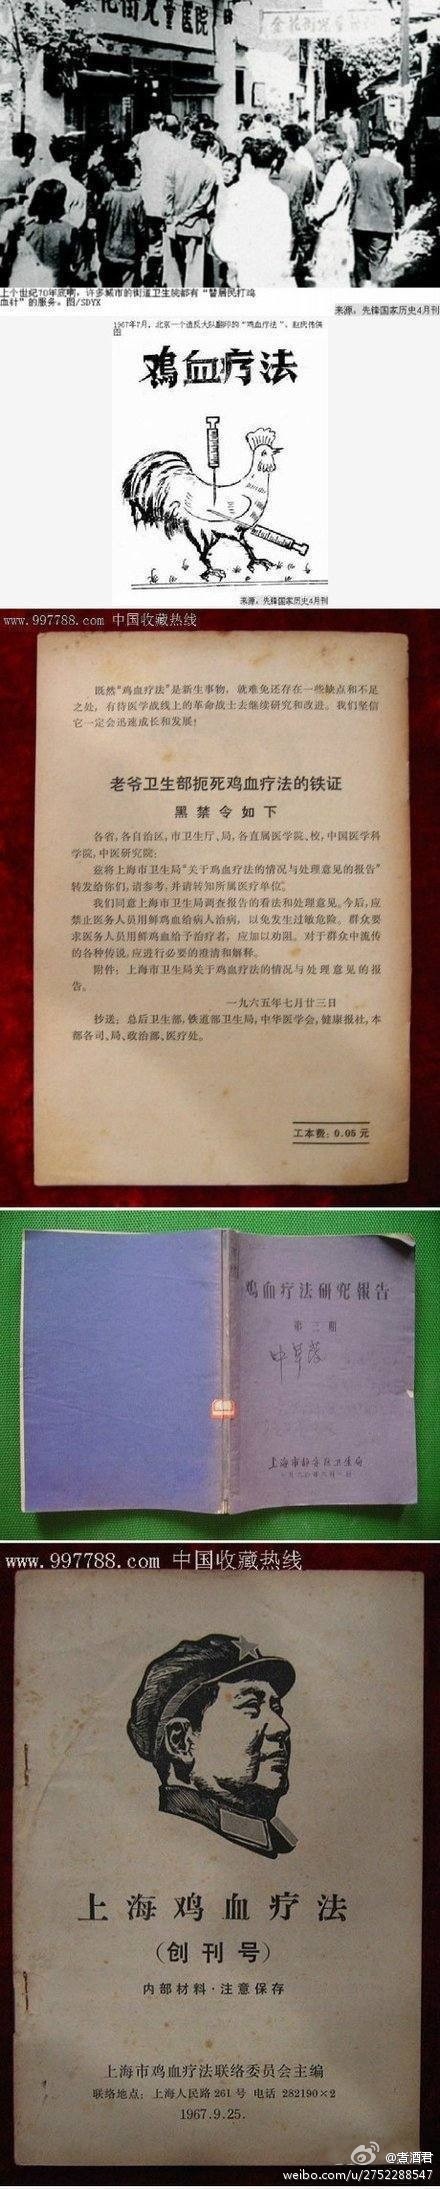 花街儿童医院
上个世纪70年底朝，许多城市的街道卫生院都有“替居民打鸡
血针”的服务。图/SDYX
来源：先锋国家历史4月刊
1967年7月，北京一个造反大队翻印的“鸡血疗法”。赵庆伟供
图
鸡血疗法
来源：先锋国家历史4月刊
www.997788.com 中国收藏热线
既然“鸡血疗法”是新生事物，就难免还存在一些缺点和不足
之处，有待医学战线上的革命战士去继续研究和改进。我们坚信
它一定会迅速成长和发展！
老爷卫生部扼死鸡血疗法的铁证
黑禁令如下
各省，各自治区，市卫生厅、局，各直属医学院、校，中国医学科
学院，中医研究院：
兹将上海市卫生局“关于鸡血疗法的情况与处理意见的报告”
转发给你们，请参考，并请转知所属医疗单位。
我们同意上海市卫生局调查报告的看法和处理意见。今后，应
禁止医务人员用鲜鸡血给病人治病，以免发生过敏危险。群众要
求医务人员用鲜鸡血给予治疗者，应加以劝阻。对于群众中流传
的各种传说，应进行必要的澄清和解释。
附件：上海市卫生局关于鸡血疗法的情况与处理意见的报
告。
一九六五年七月廿三日
抄送：总后卫生部，铁道部卫生局，中华医学会，健康报社，本
部各司、局、政治部、医疗处。
工本费：0.05元
鸡血疗法研究报告
第三期
中草药
上海市静安区卫生局
www.997788.com 中国收藏热线
上海鸡血疗法
（创刊号）
内部材料·注意保存
上海市鸡血疗法联络委员会主编
联络地点：上海人民路261号 电话 282190×2
1967.9.25.
@煮酒君
weibo.com/u/2752288547